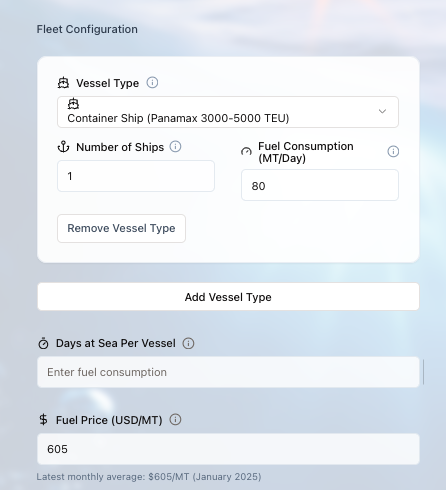 Fleet Configuration
Vessel Type
Container Ship (Panamax 3000-5000 TEU)
Number of Ships
1
Fuel Consumption
(MT/Day)
80
Remove Vessel Type
Add Vessel Type
Days at Sea Per Vessel
Enter fuel consumption
Fuel Price (USD/MT)
605
Latest monthly average: $605/MT (January 2025)